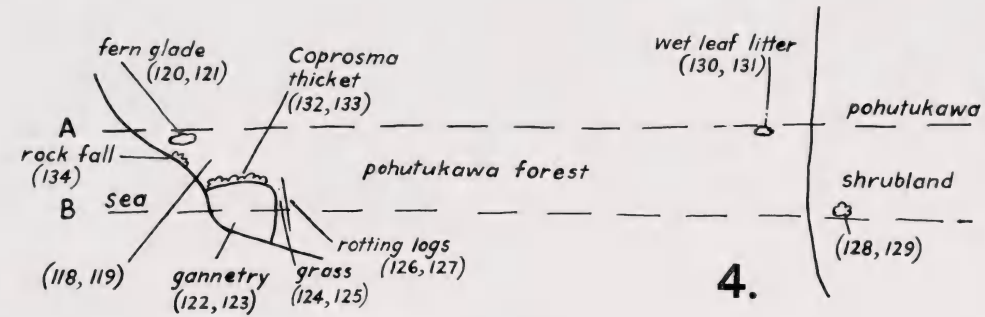 fern glade
(120, 121)
Coprosma
thicket
(132, 133)
wet leaf litter
(130, 131)
A
pohutukawa
rock fall
(134)
pohutukawa forest
shrubland
B
sea
(118, 119)
gannetry
(122, 123)
grass
(124, 125)
rotting logs
(126, 127)
(128, 129)
4.